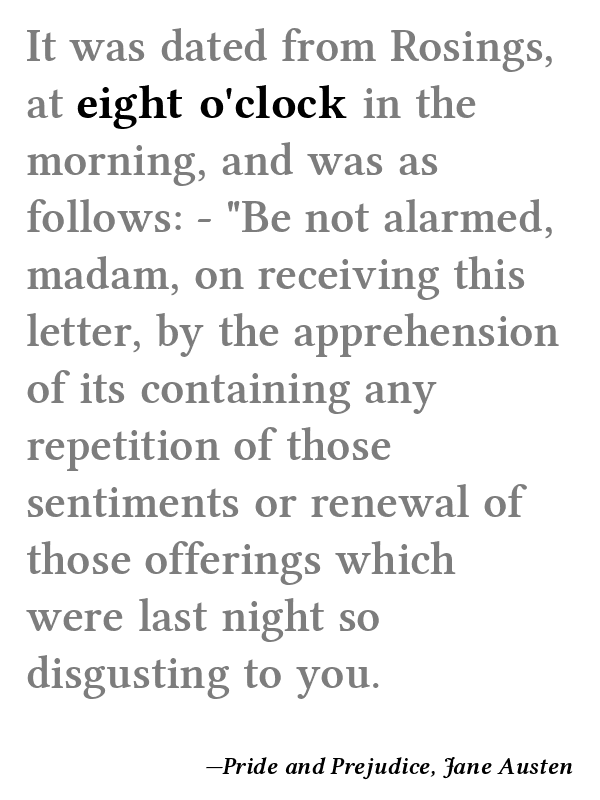 It was dated from Rosings,
at eight o'clock in the
morning, and was as
follows: - "Be not alarmed,
madam, on receiving this
letter, by the apprehension
of its containing any
repetition of those
sentiments or renewal of
those offerings which
were last night so
disgusting to you.
—Pride and Prejudice, Jane Austen